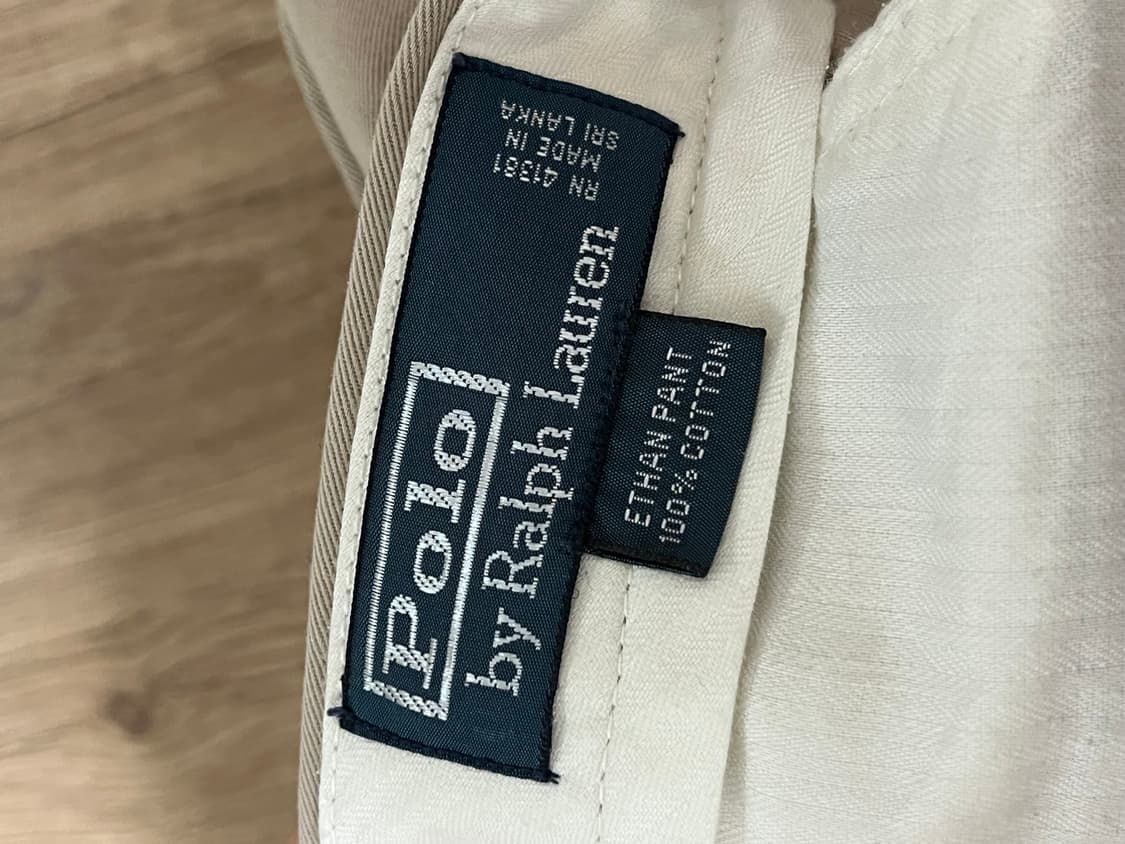 Polo
by Ralph Lauren
RN 41381
MADE IN
SRI LANKA
ETHAN PANT
100% COTTON